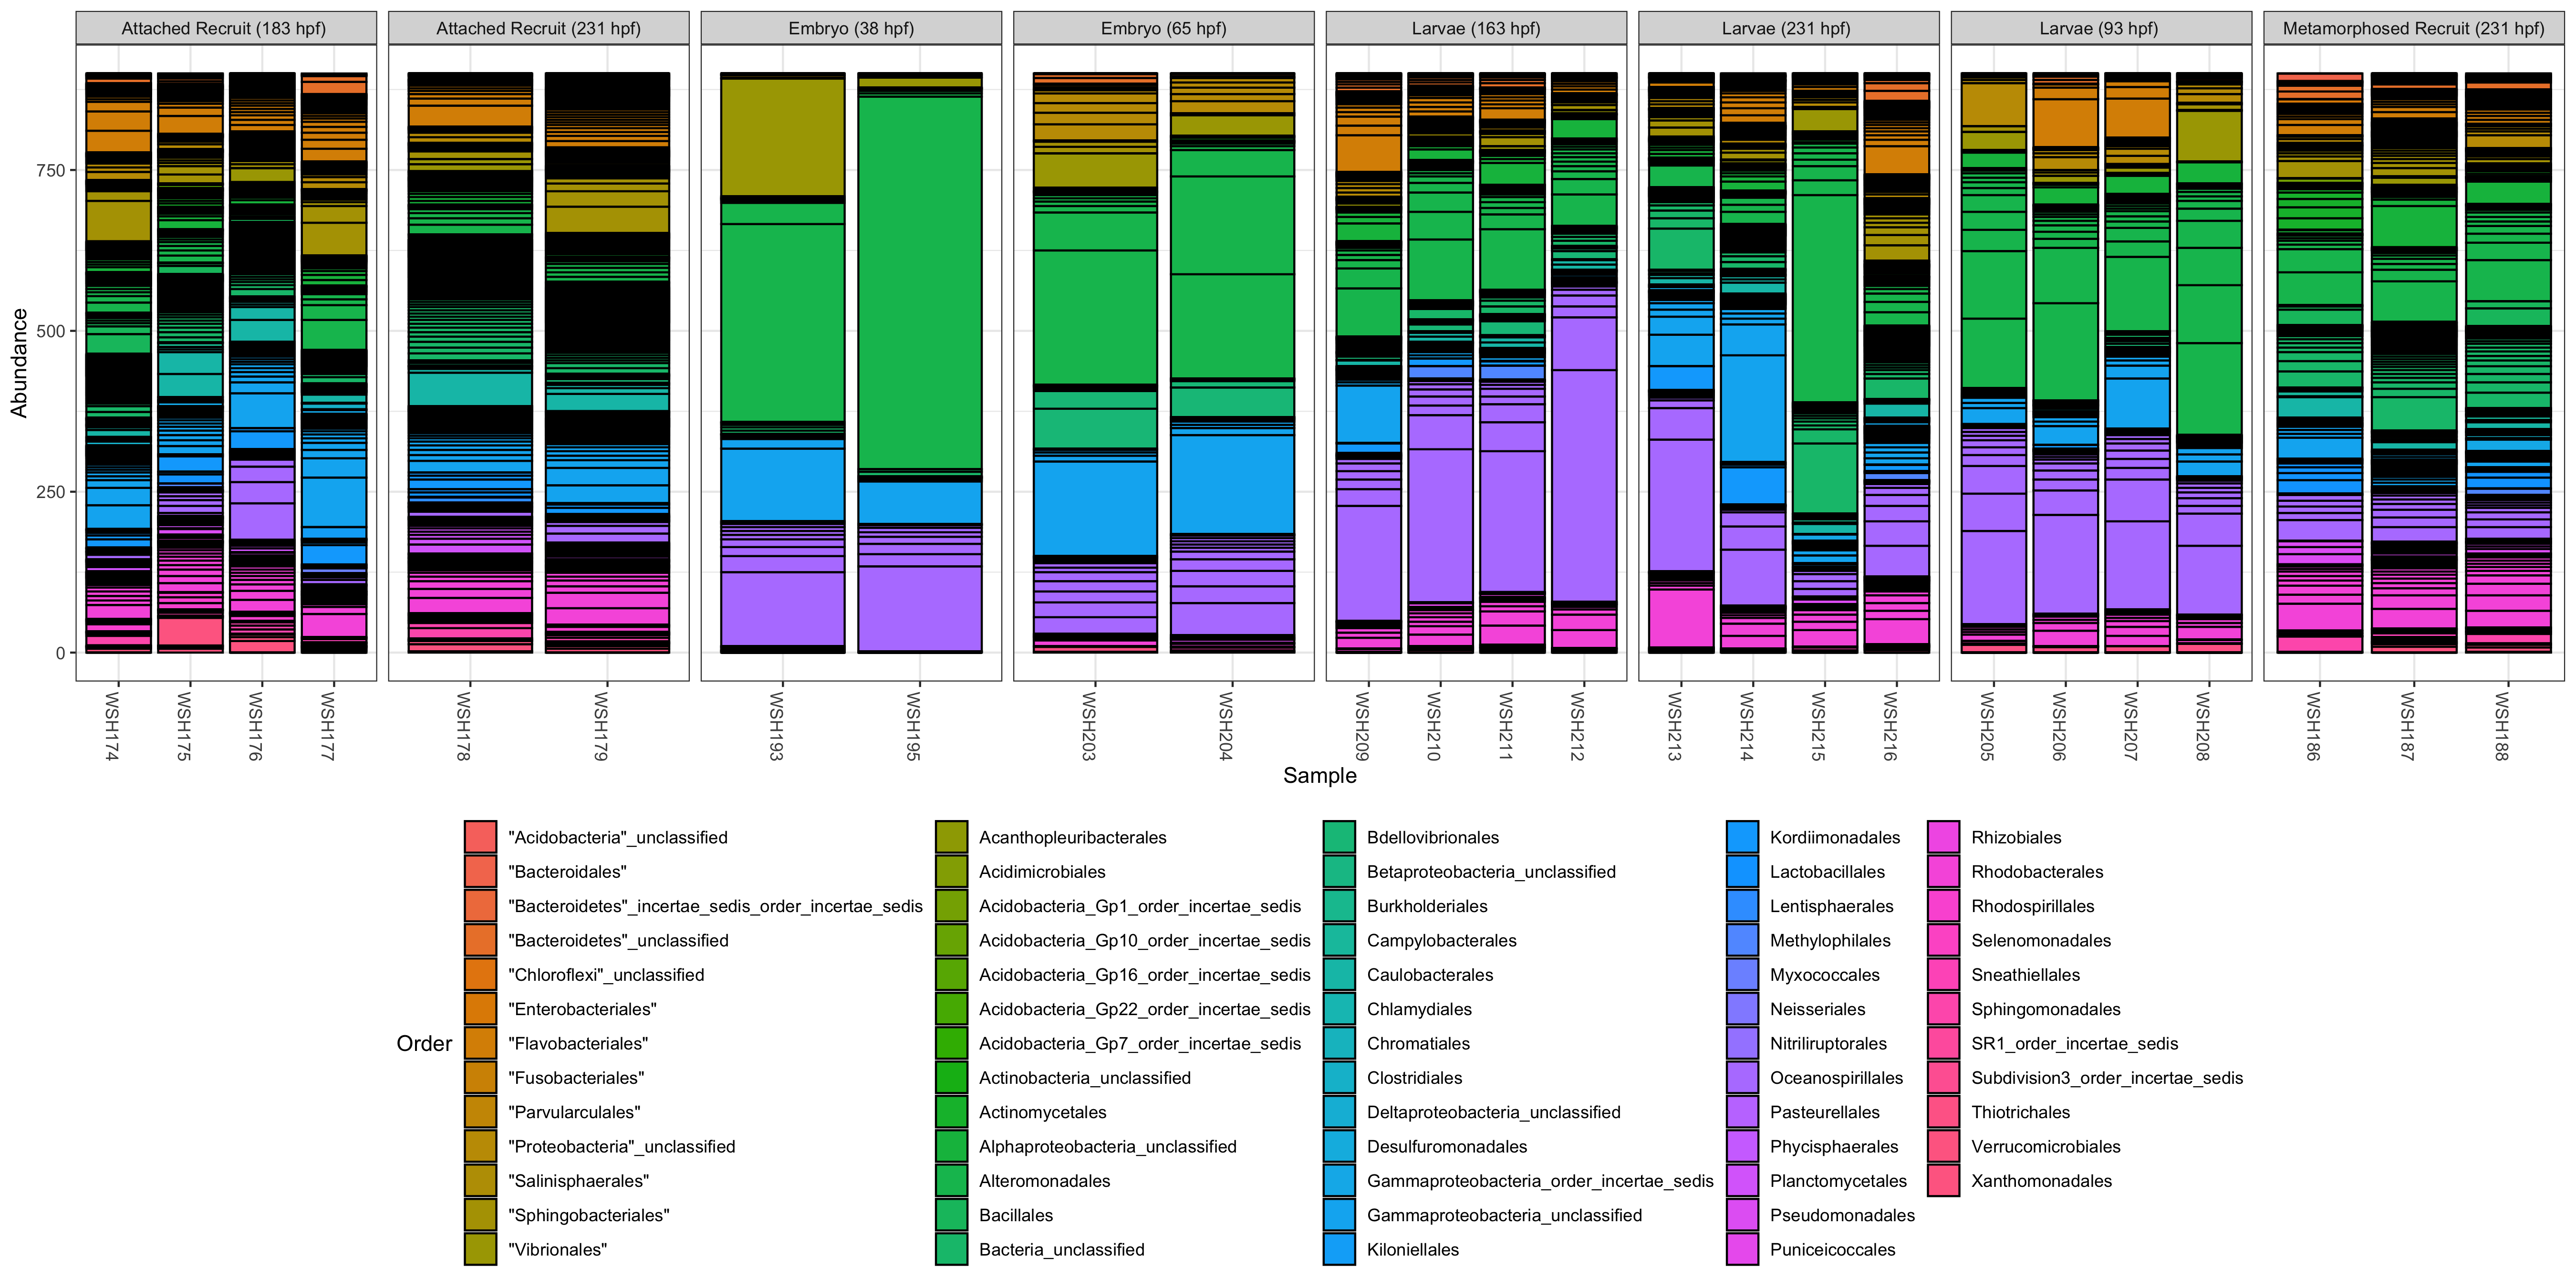 Attached Recruit (183 hpf)
Attached Recruit (231 hpf)
Embryo (38 hpf)
Embryo (65 hpf)
Larvae (163 hpf)
Larvae (231 hpf)
Larvae (93 hpf)
Metamorphosed Recruit (231 hpf)
Abundance
750
500
250
0
WSH174
WSH175
WSH176
WSH177
WSH178
WSH179
WSH193
WSH195
WSH203
WSH204
WSH209
WSH210
WSH211
WSH212
WSH213
WSH214
WSH215
WSH216
WSH205
WSH206
WSH207
WSH208
WSH186
WSH187
WSH188
Sample
Order
"Acidobacteria"_unclassified
"Bacteroidales"
"Bacteroidetes"_incertae_sedis_order_incertae_sedis
"Bacteroidetes"_unclassified
"Chloroflexi"_unclassified
"Enterobacteriales"
"Flavobacteriales"
"Fusobacteriales"
"Parvularculales"
"Proteobacteria"_unclassified
"Salinisphaerales"
"Sphingobacteriales"
"Vibrionales"
Acanthopleuribacterales
Acidimicrobiales
Acidobacteria_Gp1_order_incertae_sedis
Acidobacteria_Gp10_order_incertae_sedis
Acidobacteria_Gp16_order_incertae_sedis
Acidobacteria_Gp22_order_incertae_sedis
Acidobacteria_Gp7_order_incertae_sedis
Actinobacteria_unclassified
Actinomycetales
Alphaproteobacteria_unclassified
Alteromonadales
Bacillales
Bacteria_unclassified
Bdellovibrionales
Betaproteobacteria_unclassified
Burkholderiales
Campylobacterales
Caulobacterales
Chlamydiales
Chromatiales
Clostridiales
Deltaproteobacteria_unclassified
Desulfuromonadales
Gammaproteobacteria_order_incertae_sedis
Gammaproteobacteria_unclassified
Kiloniellales
Kordiimonadales
Lactobacillales
Lentisphaerales
Methylophilales
Myxococcales
Neisseriales
Nitriliruptorales
Oceanospirillales
Pasteurellales
Phycisphaerales
Planctomycetales
Pseudomonadales
Puniceicoccales
Rhizobiales
Rhodobacterales
Rhodospirillales
Selenomonadales
Sneathiellales
Sphingomonadales
SR1_order_incertae_sedis
Subdivision3_order_incertae_sedis
Thiotrichales
Verrucomicrobiales
Xanthomonadales